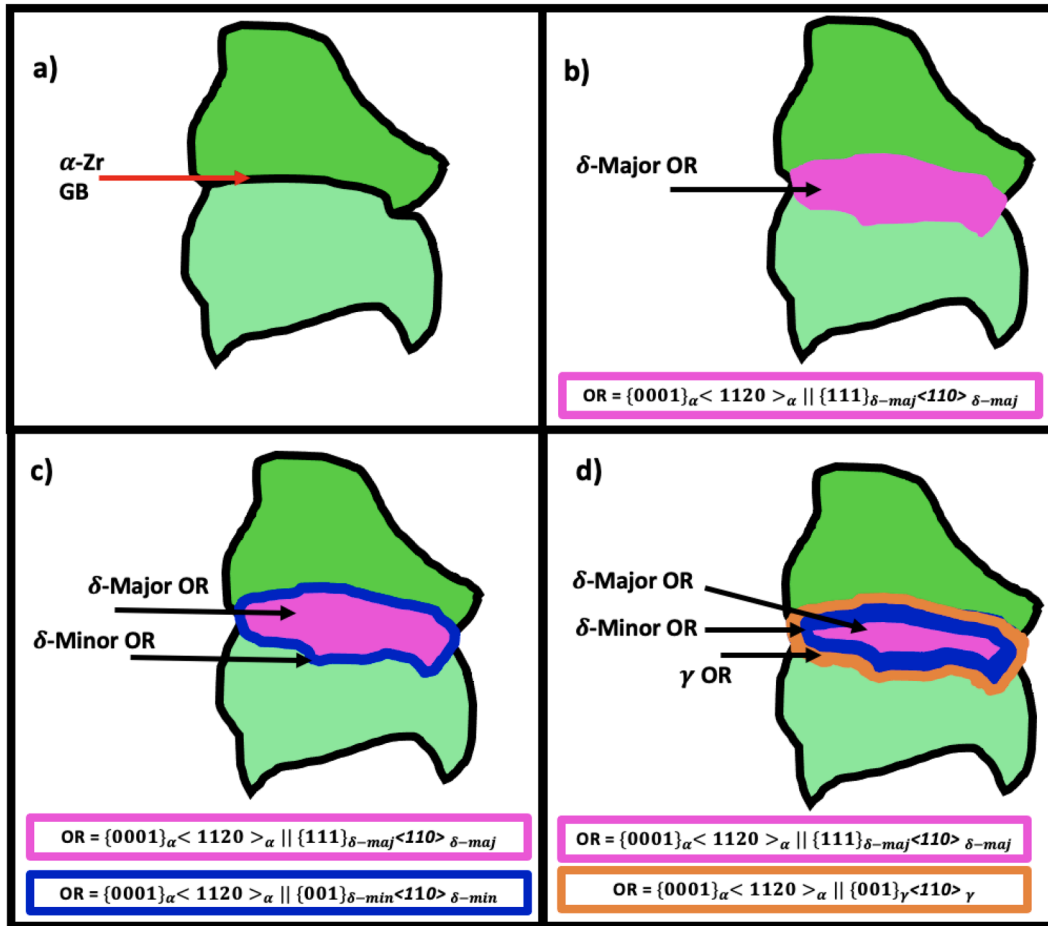 a)
α-Zr
GB
b)
δ-Major OR
OR = {0001}α< 1120 >α || {111}δ−maj<110> δ−maj
c)
δ-Major OR
δ-Minor OR
OR = {0001}α< 1120 >α || {111}δ−maj<110> δ−maj
OR = {0001}α< 1120 >α || {001}δ−min<110> δ−min
d)
δ-Major OR
δ-Minor OR
γ OR
OR = {0001}α< 1120 >α || {111}δ−maj<110> δ−maj
OR = {0001}α< 1120 >α || {001}γ<110> γ